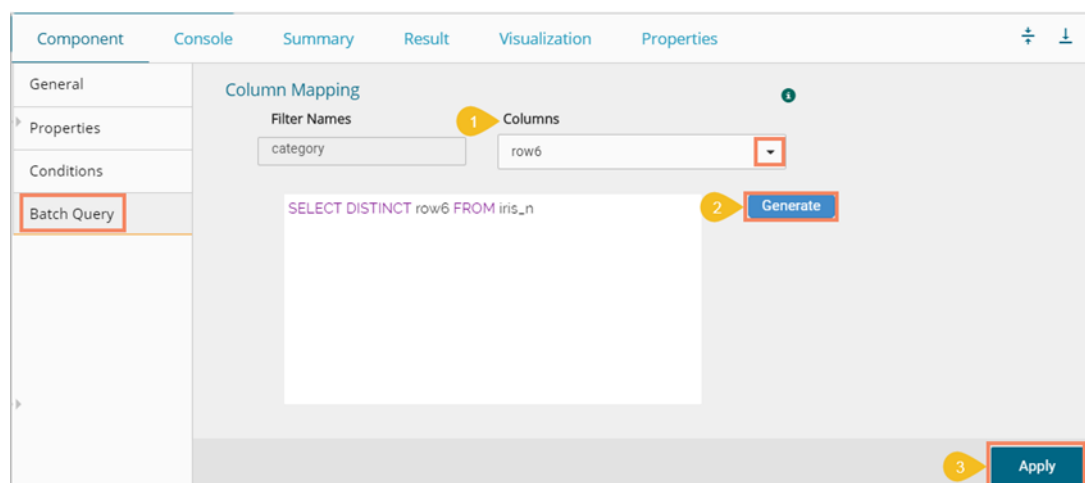 Component Console Summary Result Visualization Properties
General
Properties
Conditions
Batch Query
Column Mapping
Filter Names 1 Columns
category row6
SELECT DISTINCT row6 FROM iris_n
2 Generate
3 Apply